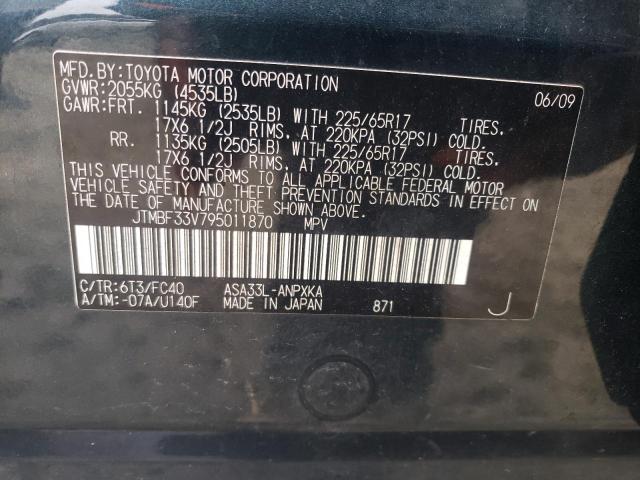 MFD.BY:TOYOTA MOTOR CORPORATION
GVWR:2055KG (4535LB) 06/09
GAWR:FRT. 1145KG (2535LB) WITH 225/65R17 TIRES.
17X6 1/2J RIMS. AT 220KPA (32PSI) COLD.
RR. 1135KG (2505LB) WITH 225/65R17 TIRES.
17X6 1/2J RIMS. AT 220KPA (32PSI) COLD.
THIS VEHICLE CONFORMS TO ALL APPLICABLE FEDERAL MOTOR
VEHICLE SAFETY AND THEFT PREVENTION STANDARDS IN EFFECT ON
THE DATE OF MANUFACTURE SHOWN ABOVE.
JTMBF33V795011870 MPV
C/TR:6T3/FC40 ASA33L-ANPXKA
A/TM:-07A/U140F MADE IN JAPAN 871 J